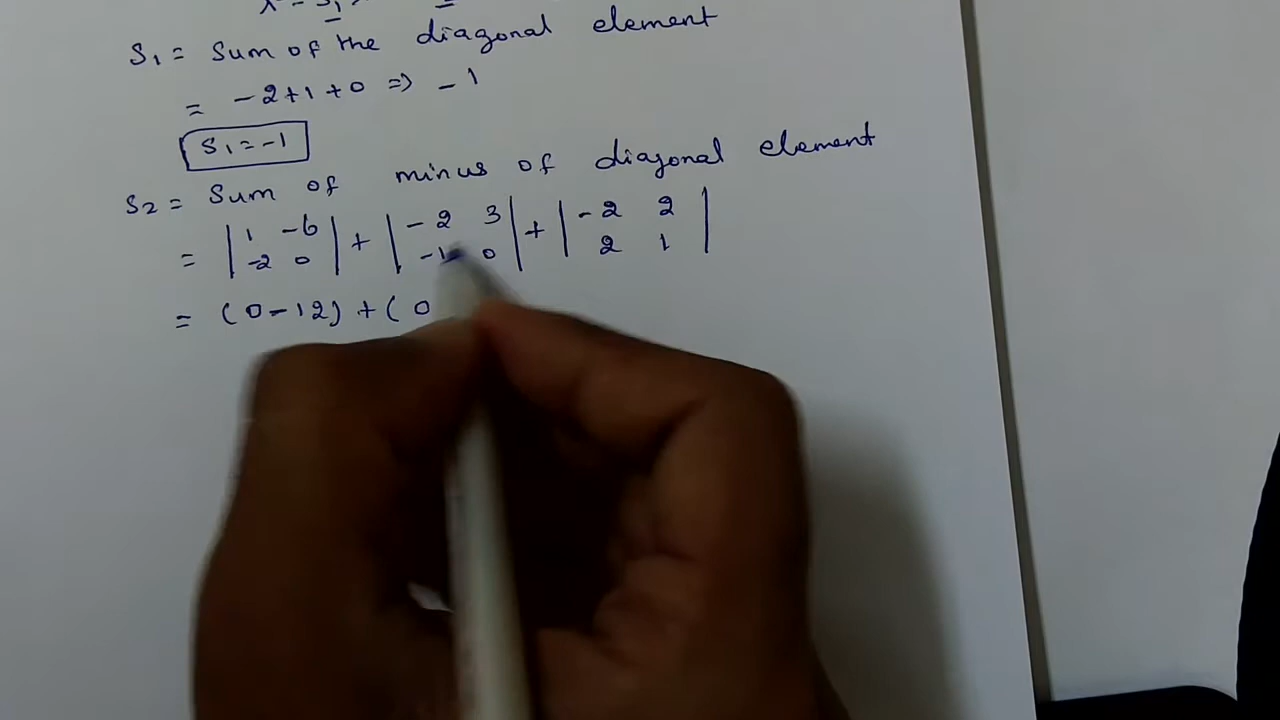 S1 = Sum of the diagonal element
= -2+1+0 ⇒ -1
S1 = -1
S2 = Sum of minus of diagonal element
= | 1 -6 | + | -2 3 | + | -2 2 |
| -2 0 | | -1 0 | | 2 1 |
= (0-12) + ( 0